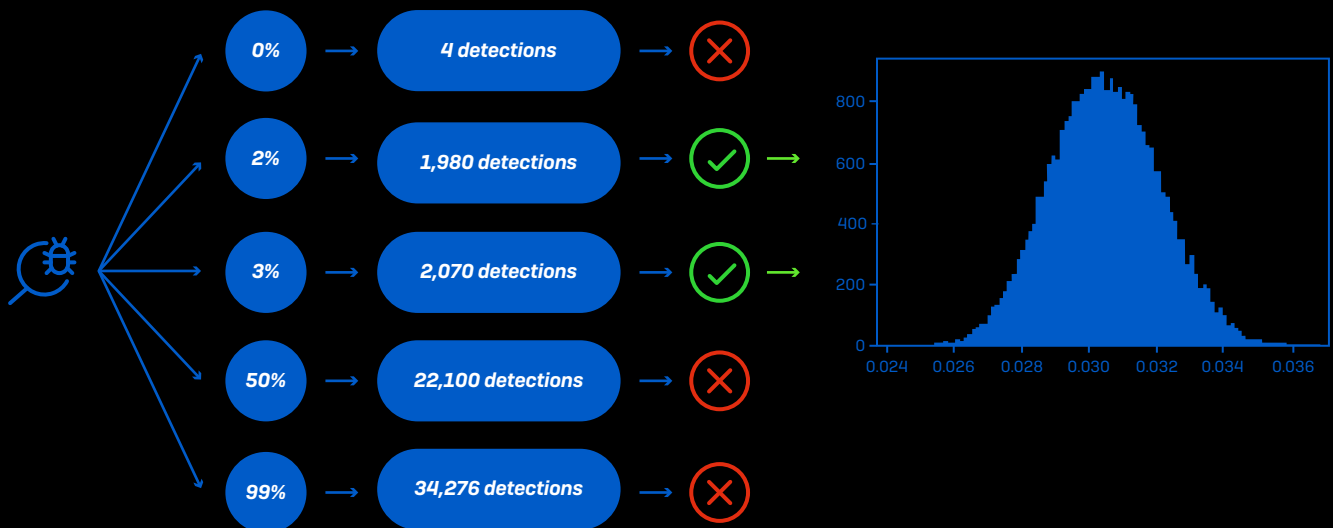 0%
4 detections
2%
1,980 detections
3%
2,070 detections
50%
22,100 detections
99%
34,276 detections
800
600
400
200
0
0.024 0.026 0.028 0.030 0.032 0.034 0.036